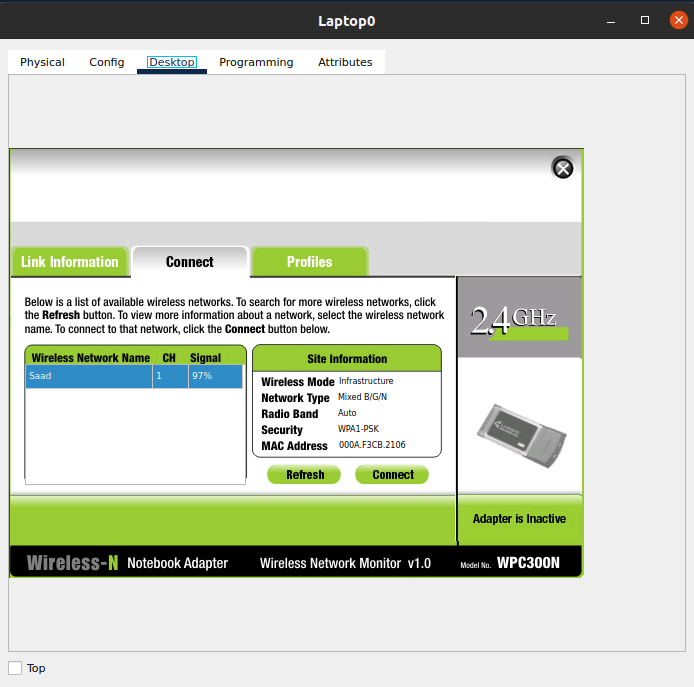 Laptop0
Physical Config Desktop Programming Attributes
Link Information Connect Profiles
Below is a list of available wireless networks. To search for more wireless networks, click
the Refresh button. To view more information about a network, select the wireless network
name. To connect to that network, click the Connect button below.
2,4GHz
Wireless Network Name CH Signal
Saad 1 97%
Site Information
Wireless Mode Infrastructure
Network Type Mixed B/G/N
Radio Band Auto
Security WPA1-PSK
MAC Address 000A.F3CB.2106
Refresh Connect
Adapter is Inactive
Wireless-N Notebook Adapter Wireless Network Monitor v1.0 Model No. WPC300N
Top